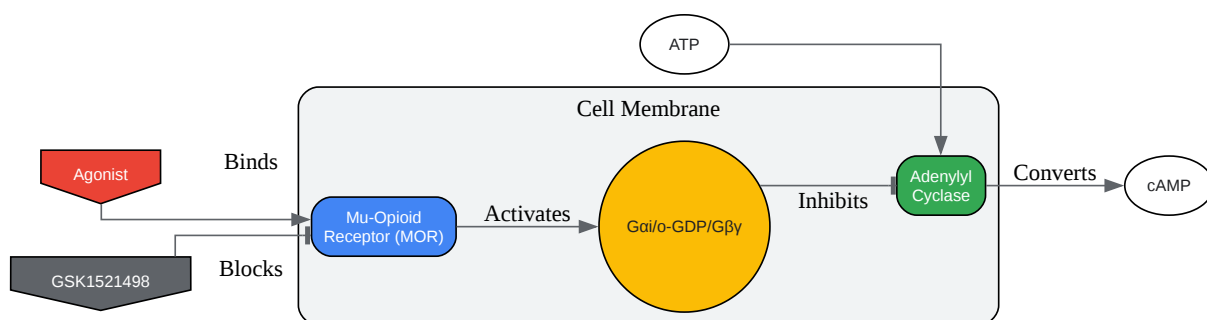 ATP
Cell Membrane
Binds
Agonist
Adenylyl
Cyclase
Converts
cAMP
Mu-Opioid
Receptor (MOR)
Activates
Gαi/o-GDP/Gβγ
Inhibits
Blocks
GSK1521498